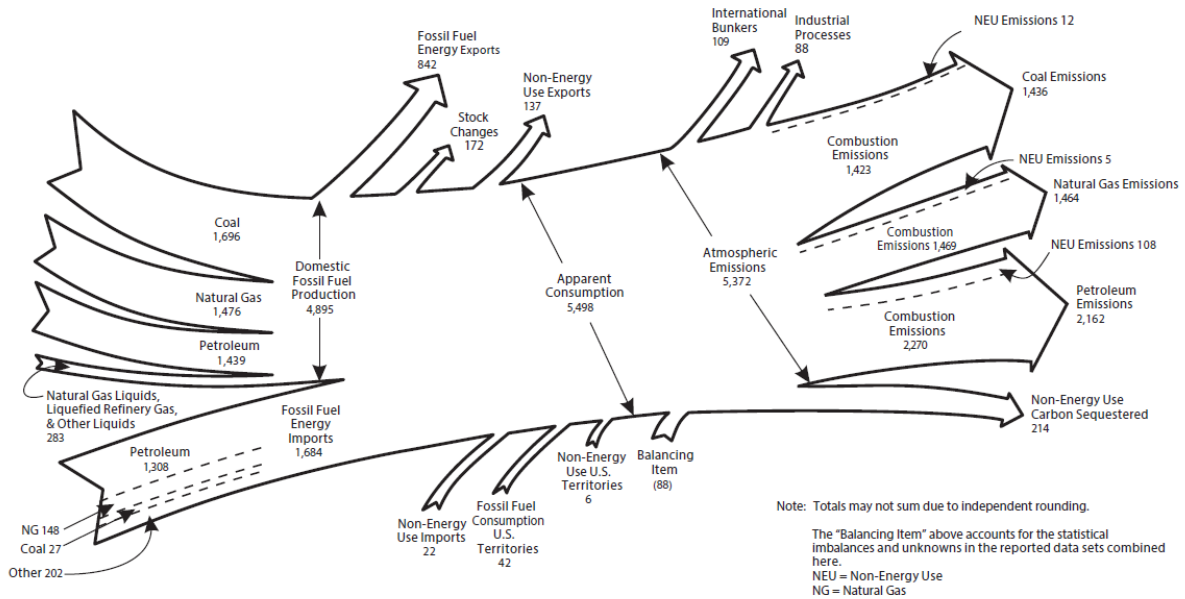 Fossil Fuel
Energy Exports
842
Stock
Changes
172
Non-Energy
Use Exports
137
International
Bunkers
109
Industrial
Processes
88
NEU Emissions 12
Coal Emissions
1,436
Combustion
Emissions
1,423
NEU Emissions 5
Natural Gas Emissions
1,464
Combustion
Emissions 1,469
NEU Emissions 108
Petroleum
Emissions
2,162
Combustion
Emissions
2,270
Non-Energy Use
Carbon Sequestered
214
Coal
1,696
Natural Gas
1,476
Petroleum
1,439
Natural Gas Liquids,
Liquefied Refinery Gas,
& Other Liquids
283
Domestic
Fossil Fuel
Production
4,895
Apparent
Consumption
5,498
Atmospheric
Emissions
5,372
Fossil Fuel
Energy
Imports
1,684
Petroleum
1,308
NG 148
Coal 27
Other 202
Non-Energy
Use Imports
22
Fossil Fuel
Consumption
U.S.
Territories
42
Non-Energy
Use U.S.
Territories
6
Balancing
Item
(88)
Note: Totals may not sum due to independent rounding.
The “Balancing Item” above accounts for the statistical
imbalances and unknowns in the reported data sets combined
here.
NEU = Non-Energy Use
NG = Natural Gas